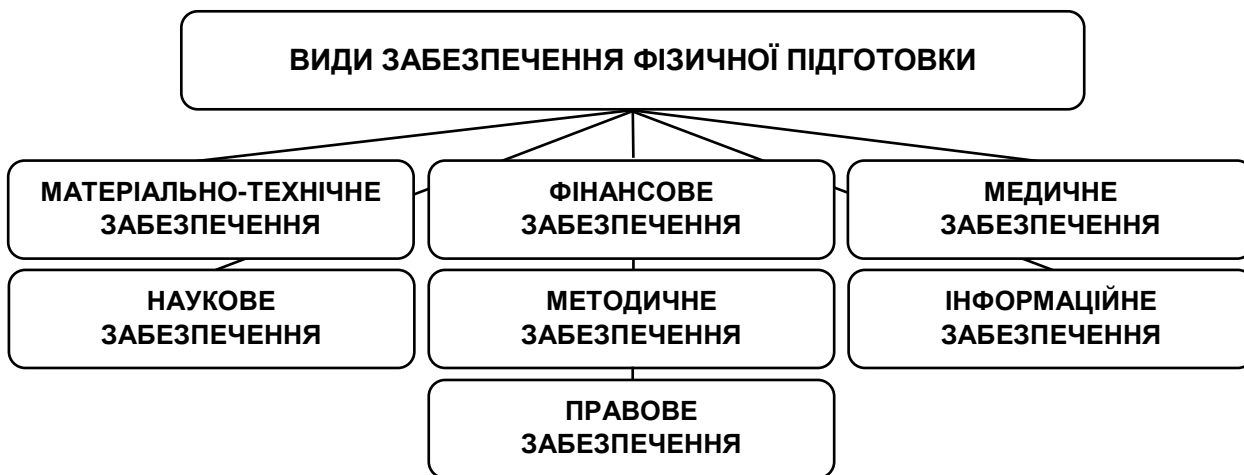 ВИДИ ЗАБЕЗПЕЧЕННЯ ФІЗИЧНОЇ ПІДГОТОВКИ
МАТЕРІАЛЬНО-ТЕХНІЧНЕ
ЗАБЕЗПЕЧЕННЯ
ФІНАНСОВЕ
ЗАБЕЗПЕЧЕННЯ
МЕДИЧНЕ
ЗАБЕЗПЕЧЕННЯ
НАУКОВЕ
ЗАБЕЗПЕЧЕННЯ
МЕТОДИЧНЕ
ЗАБЕЗПЕЧЕННЯ
ІНФОРМАЦІЙНЕ
ЗАБЕЗПЕЧЕННЯ
ПРАВОВЕ
ЗАБЕЗПЕЧЕННЯ